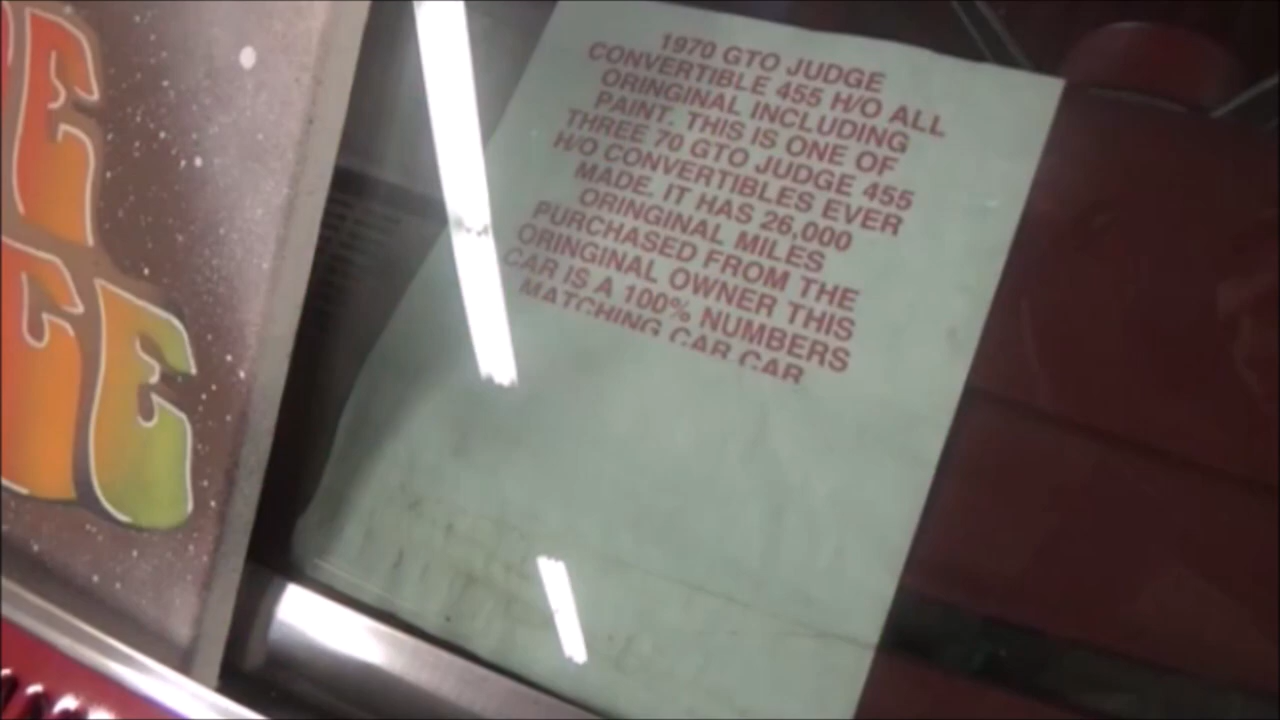 1970 GTO JUDGE
CONVERTIBLE 455 H/O ALL
ORINGINAL INCLUDING
PAINT. THIS IS ONE OF
THREE 70 GTO JUDGE 455
H/O CONVERTIBLES EVER
MADE. IT HAS 26,000
ORINGINAL MILES
PURCHASED FROM THE
ORINGINAL OWNER THIS
CAR IS A 100% NUMBERS
MATCHING CAR CAR